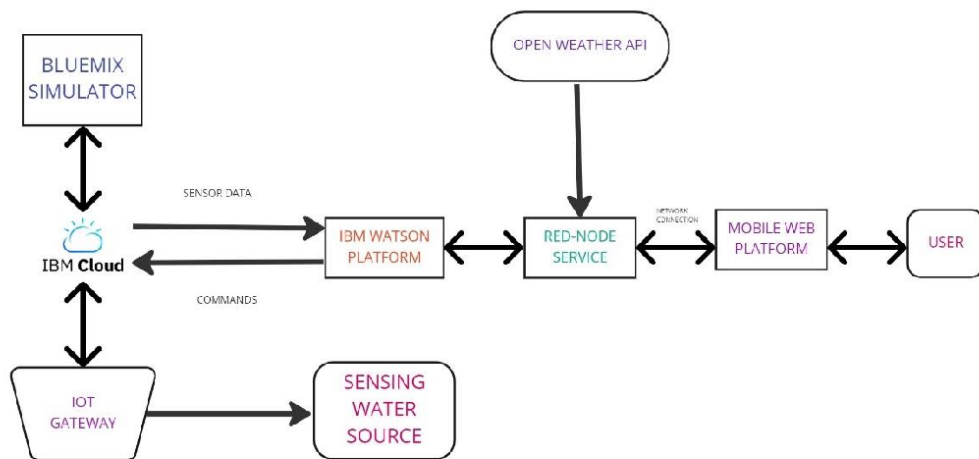 OPEN WEATHER API
BLUEMIX
SIMULATOR
SENSOR DATA
IBM Cloud
IBM WATSON
PLATFORM
RED-NODE
SERVICE
NETWORK
CONNECTION
MOBILE WEB
PLATFORM
USER
COMMANDS
IOT
GATEWAY
SENSING
WATER
SOURCE